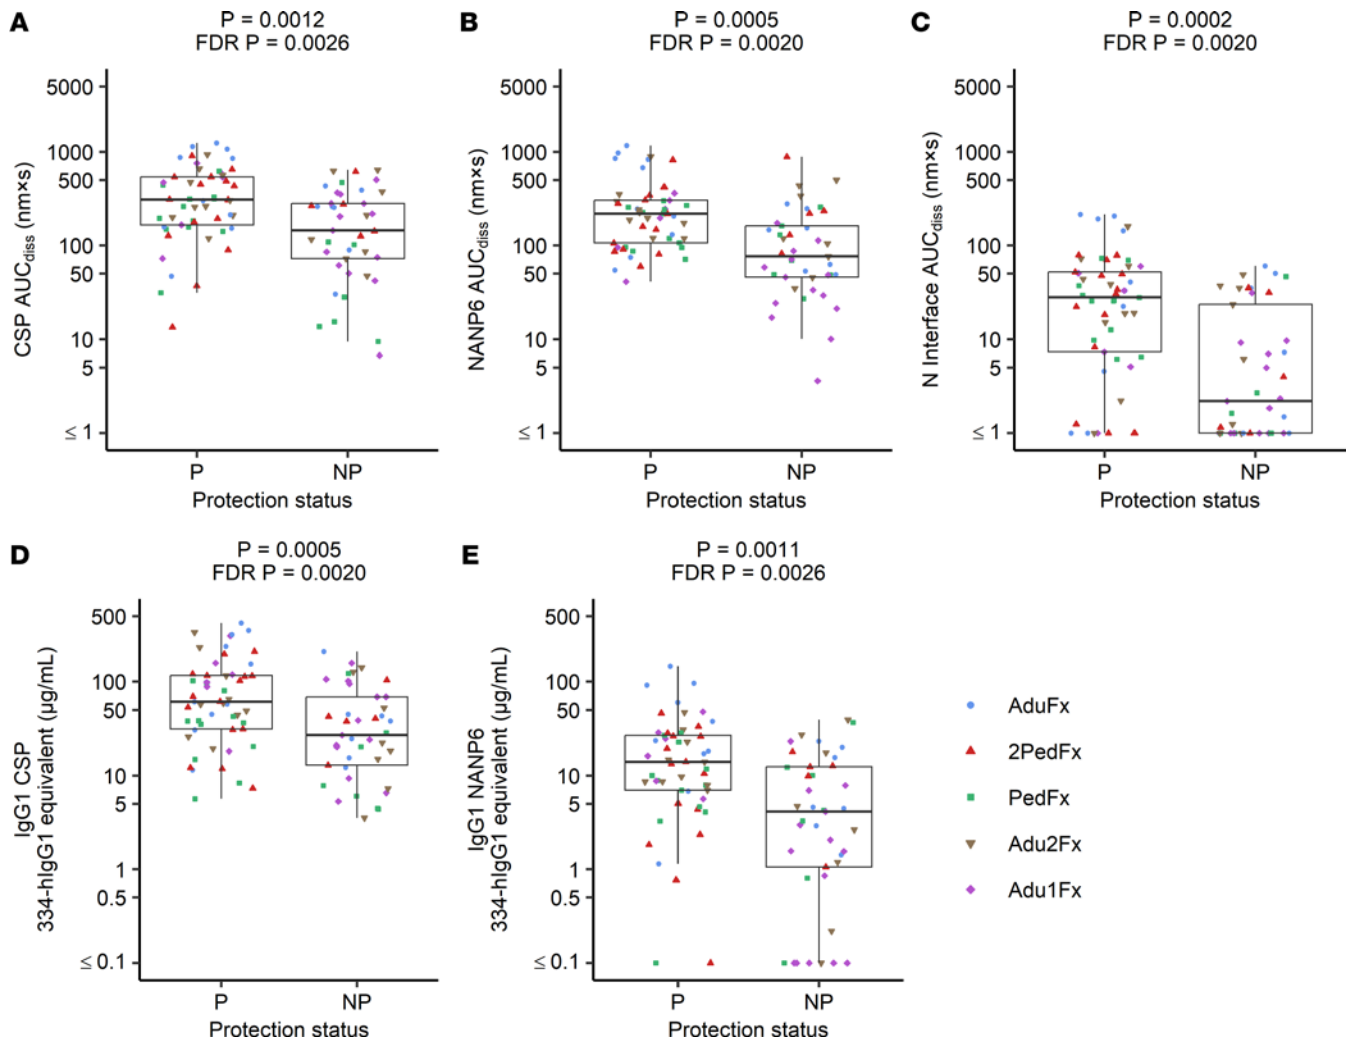 A
P = 0.0012
FDR P = 0.0026
CSP AUCdiss (nm×s)
5000
1000
500
100
50
10
5
≤ 1
P
NP
Protection status
B
P = 0.0005
FDR P = 0.0020
NANP6 AUCdiss (nm×s)
5000
1000
500
100
50
10
5
≤ 1
P
NP
Protection status
C
P = 0.0002
FDR P = 0.0020
N Interface AUCdiss (nm×s)
5000
1000
500
100
50
10
5
≤ 1
P
NP
Protection status
D
P = 0.0005
FDR P = 0.0020
IgG1 CSP
334-hIgG1 equivalent (µg/mL)
500
100
50
10
5
1
0.5
≤ 0.1
P
NP
Protection status
E
P = 0.0011
FDR P = 0.0026
IgG1 NANP6
334-hIgG1 equivalent (µg/mL)
500
100
50
10
5
1
0.5
≤ 0.1
P
NP
Protection status
AduFx
2PedFx
PedFx
Adu2Fx
Adu1Fx